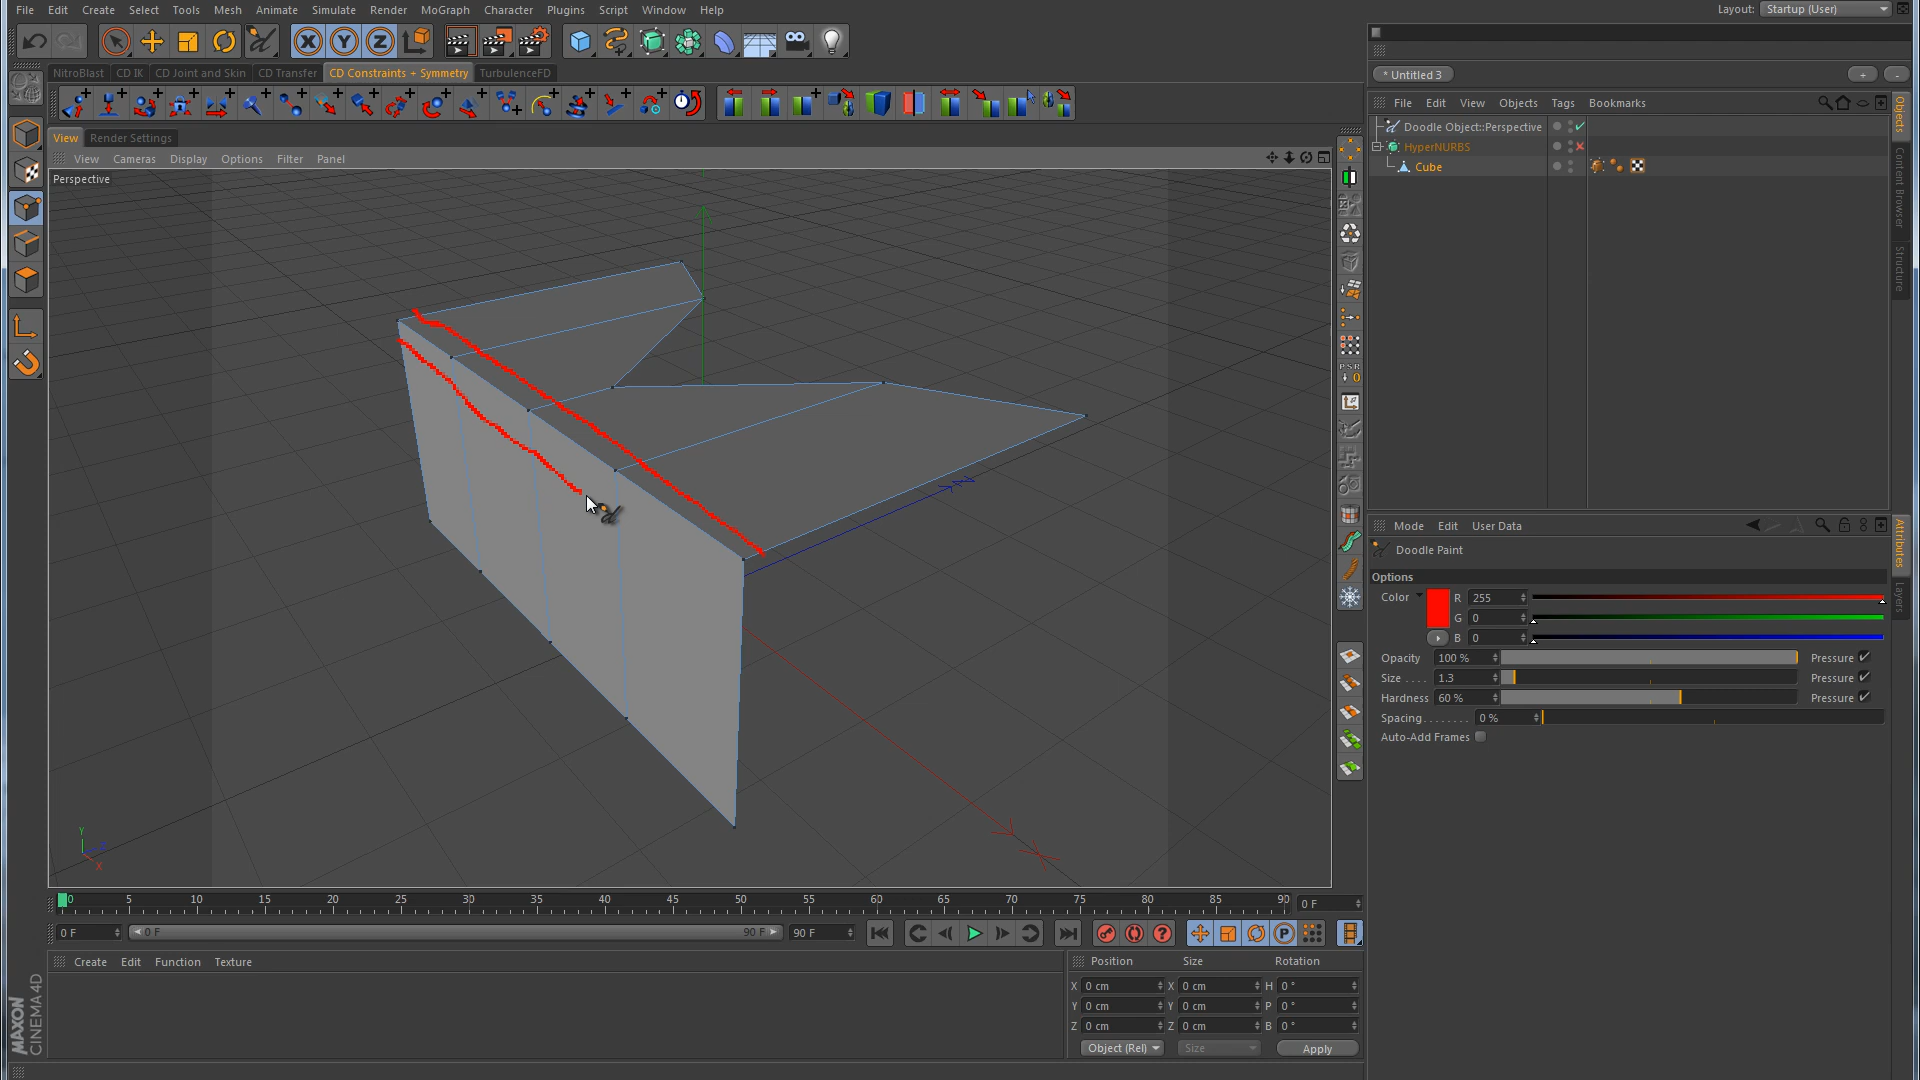 File Edit Create Select Tools Mesh Animate Simulate Render MoGraph Character Plugins Script Window Help
Layout: Startup (User)
NitroBlast CD IK CD Joint and Skin CD Transfer CD Constraints + Symmetry TurbulenceFD
* Untitled 3
File Edit View Objects Tags Bookmarks
Objects
Content Browser
Structure
Doodle Object::Perspective
HyperNURBS
Cube
View Render Settings
View Cameras Display Options Filter Panel
Perspective
X Y Z
P S R
0
Y
X
Mode Edit User Data
Attributes
Layers
Doodle Paint
Options
Color R 255
G 0
B 0
Opacity 100 % Pressure
Size . . . . 1.3 Pressure
Hardness 60 % Pressure
Spacing. . . . . . . . 0 %
Auto-Add Frames
0 5 10 15 20 25 30 35 40 45 50 55 60 65 70 75 80 85 90 0 F
0 F 0 F 90 F 90 F
P
Create Edit Function Texture
Position Size Rotation
X 0 cm X 0 cm H 0 °
Y 0 cm Y 0 cm P 0 °
Z 0 cm Z 0 cm B 0 °
Object (Rel) Size Apply
MAXON
CINEMA 4D